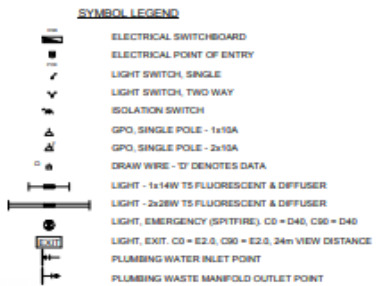 SYMBOL LEGEND
ELECTRICAL SWITCHBOARD
ELECTRICAL POINT OF ENTRY
LIGHT SWITCH, SINGLE
LIGHT SWITCH, TWO WAY
ISOLATION SWITCH
GPO, SINGLE POLE - 1x10A
GPO, SINGLE POLE - 2x10A
DRAW WIRE - 'D' DENOTES DATA
LIGHT - 1x14W T5 FLUORESCENT & DIFFUSER
LIGHT - 2x28W T5 FLUORESCENT & DIFFUSER
LIGHT, EMERGENCY (SPITFIRE). C0 = D40, C90 = D40
EXIT LIGHT, EXIT. C0 = E2.0, C90 = E2.0, 24m VIEW DISTANCE
PLUMBING WATER INLET POINT
PLUMBING WASTE MANIFOLD OUTLET POINT